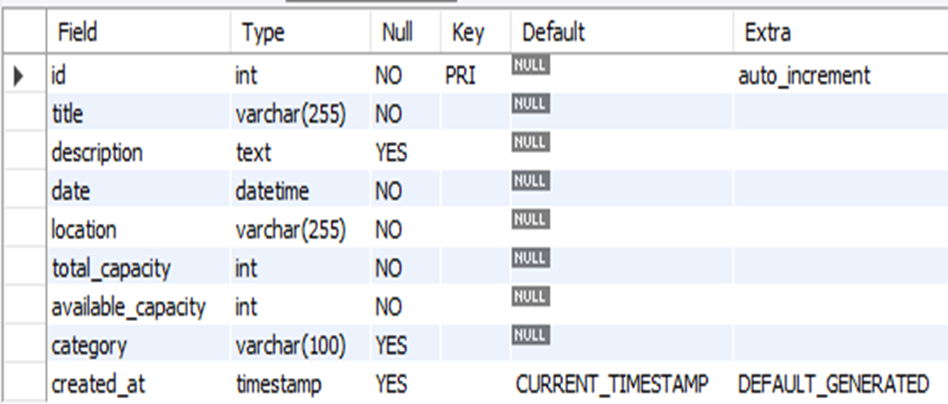 Field Type Null Key Default Extra
id int NO PRI NULL auto_increment
title varchar(255) NO NULL
description text YES NULL
date datetime NO NULL
location varchar(255) NO NULL
total_capacity int NO NULL
available_capacity int NO NULL
category varchar(100) YES NULL
created_at timestamp YES CURRENT_TIMESTAMP DEFAULT_GENERATED